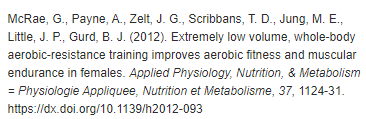 McRae, G., Payne, A., Zelt, J. G., Scribbans, T. D., Jung, M. E.,
Little, J. P., Gurd, B. J. (2012). Extremely low volume, whole-body
aerobic-resistance training improves aerobic fitness and muscular
endurance in females. Applied Physiology, Nutrition, & Metabolism
= Physiologie Appliquee, Nutrition et Metabolisme, 37, 1124-31.
https://dx.doi.org/10.1139/h2012-093